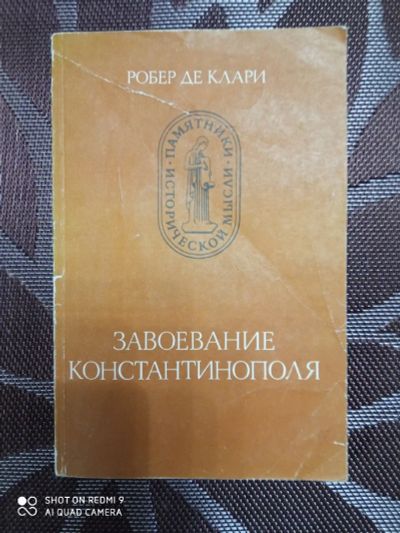 РОБЕР ДЕ КЛАРИ
·ПАМЯТНИКИ·
ИСТОРИЧЕСКОЙ МЫСЛИ
ЗАВОЕВАНИЕ
КОНСТАНТИНОПОЛЯ
SHOT ON REDMI 9
AI QUAD CAMERA